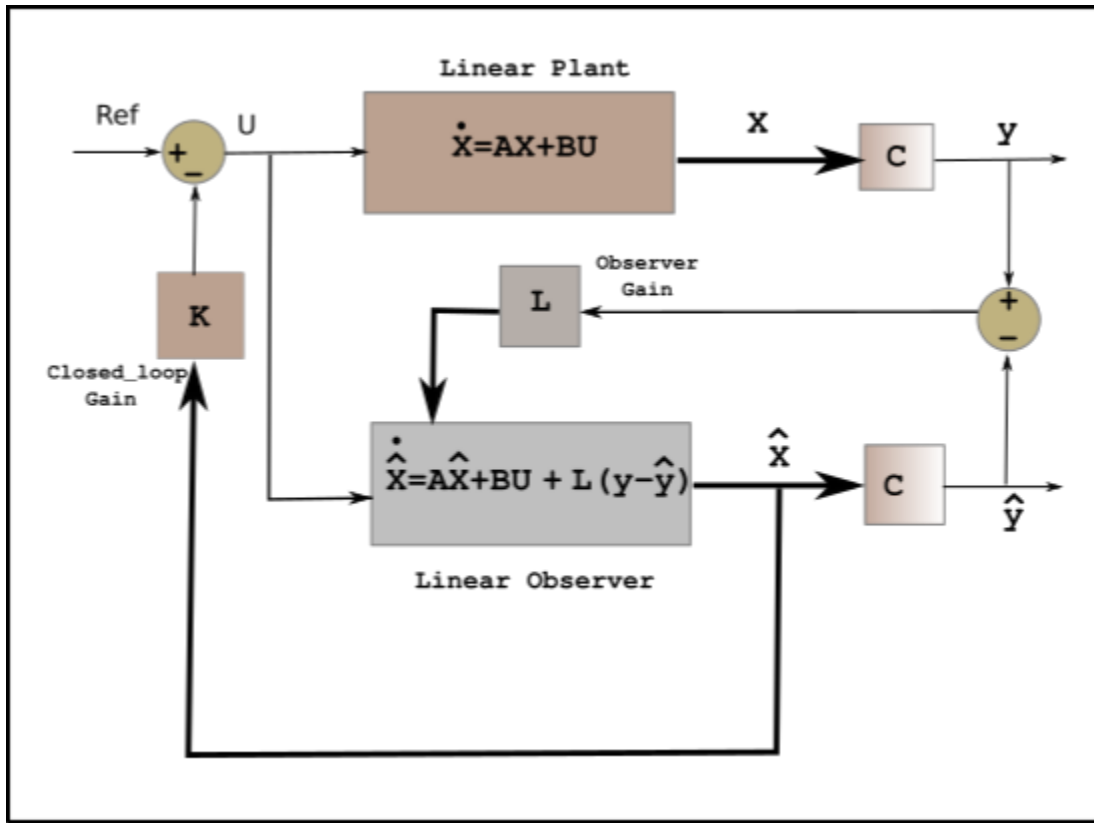 Linear Plant
Ref
U
+
−
Ẋ=AX+BU
X
C
y
K
Closed_loop
Gain
L
Observer
Gain
+
−
X̂̇=AX̂+BU + L(y−ŷ)
X̂
C
ŷ
Linear Observer